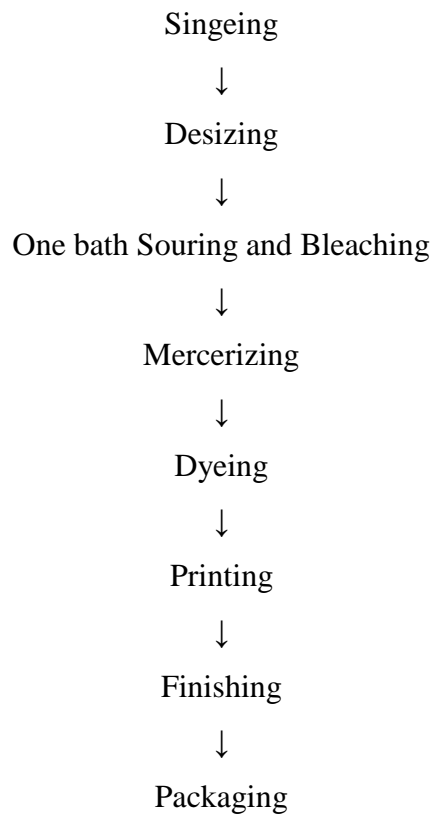 Singeing
↓
Desizing
↓
One bath Souring and Bleaching
↓
Mercerizing
↓
Dyeing
↓
Printing
↓
Finishing
↓
Packaging